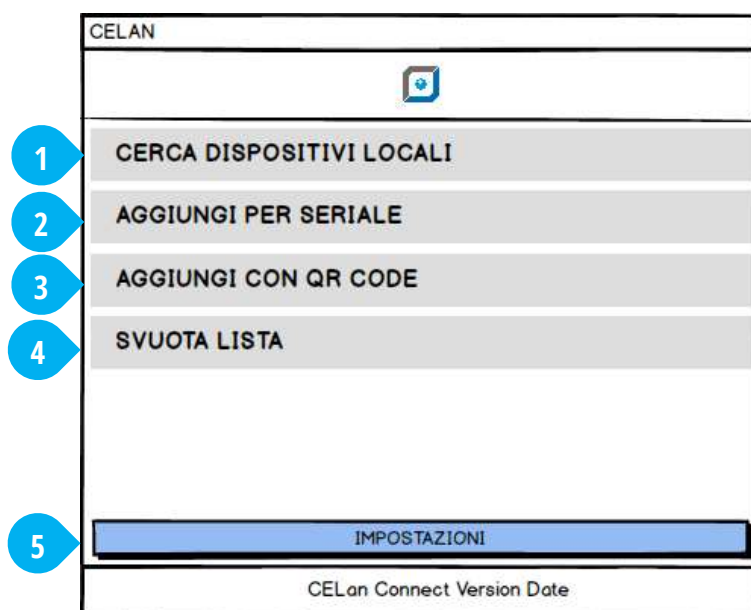 CELAN
1 CERCA DISPOSITIVI LOCALI
2 AGGIUNGI PER SERIALE
3 AGGIUNGI CON QR CODE
4 SVUOTA LISTA
5 IMPOSTAZIONI
CELan Connect Version Date